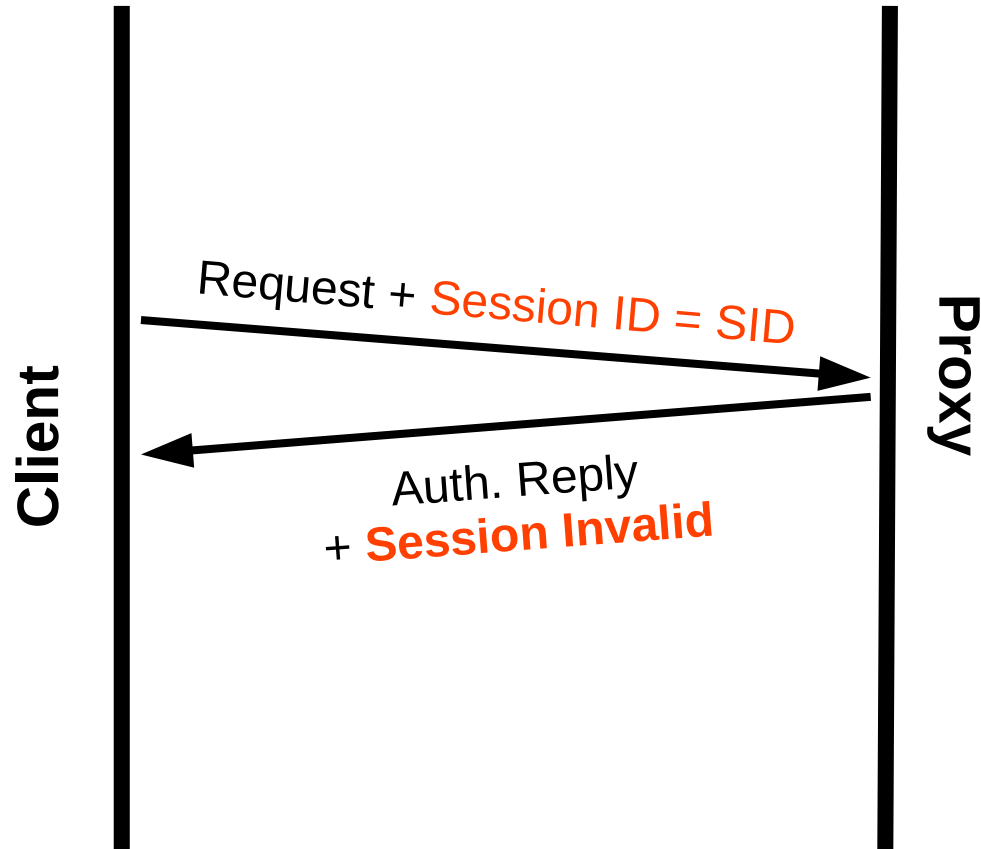 Client
Request + Session ID = SID
Auth. Reply
+ Session Invalid
Proxy